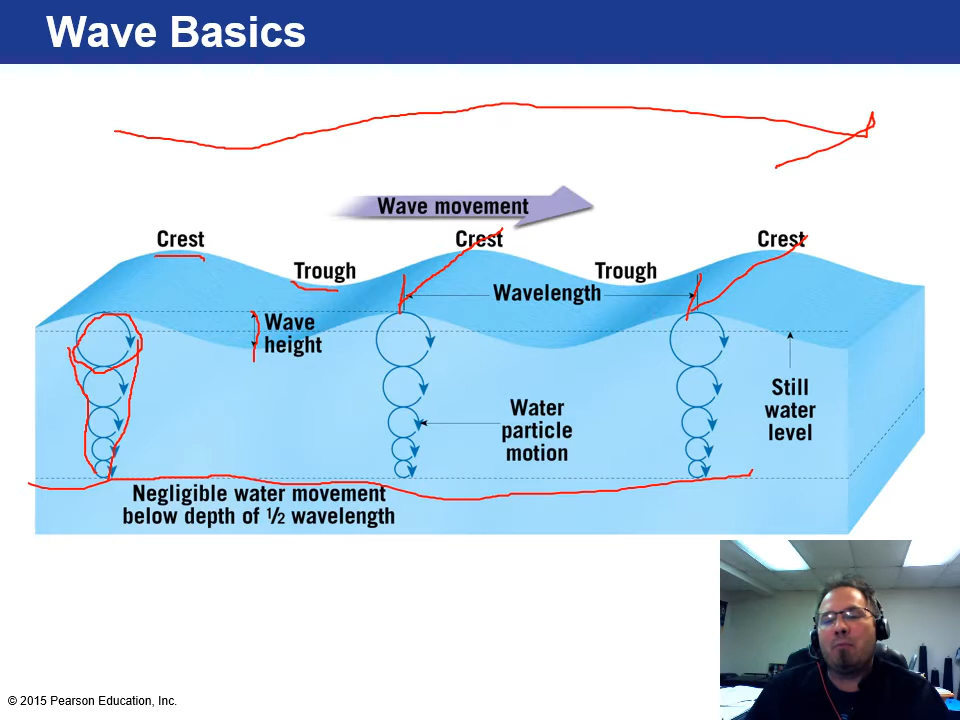 Wave Basics
Wave movement
Crest
Crest
Crest
Trough
Trough
Wavelength
Wave
height
Still
water
level
Water
particle
motion
Negligible water movement
below depth of ½ wavelength
© 2015 Pearson Education, Inc.